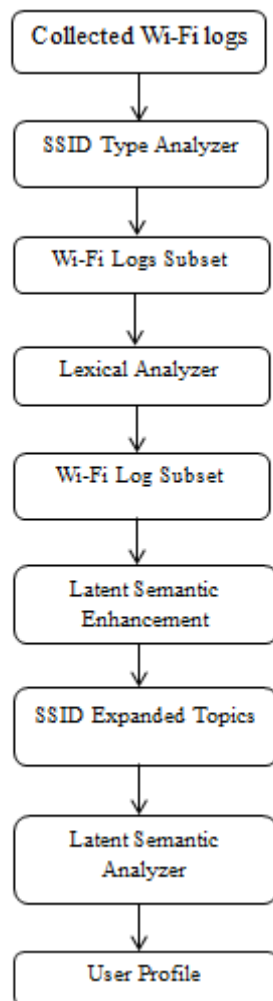 Collected Wi-Fi logs
SSID Type Analyzer
Wi-Fi Logs Subset
Lexical Analyzer
Wi-Fi Log Subset
Latent Semantic
Enhancement
SSID Expanded Topics
Latent Semantic
Analyzer
User Profile